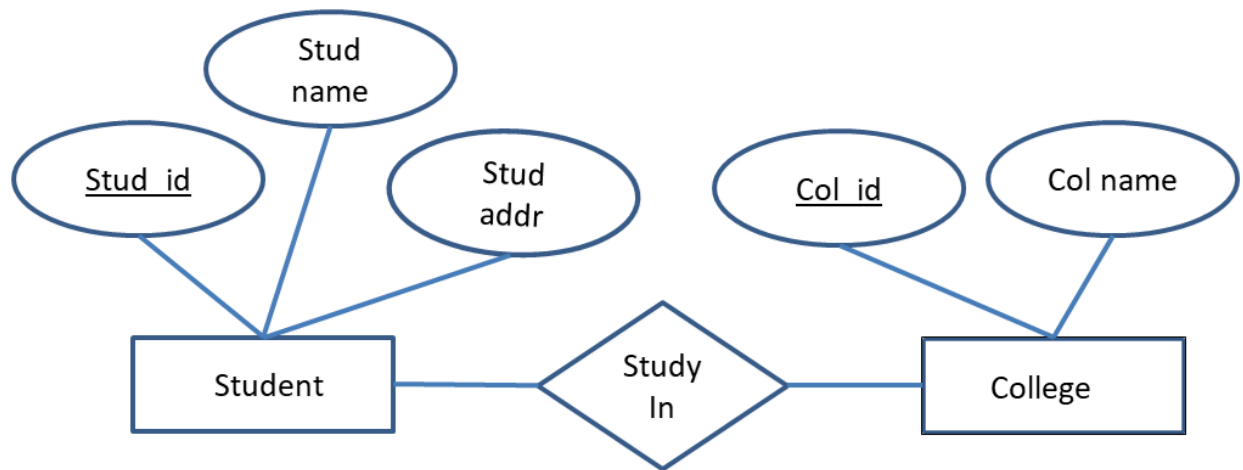 Stud
name
Stud_id
Stud
addr
Col_id
Col name
Student
Study
In
College